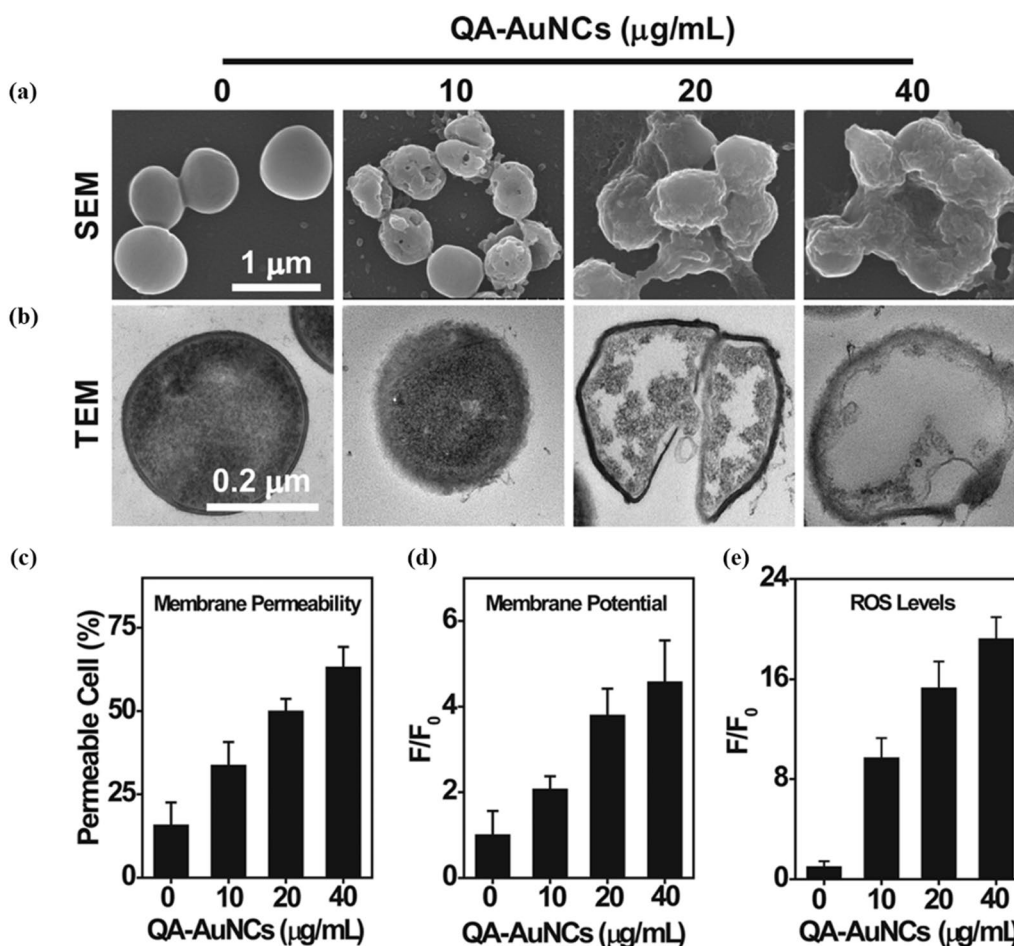 QA-AuNCs (μg/mL)
0 10 20 40
(a)
SEM
1 μm
(b)
TEM
0.2 μm
(c)
Membrane Permeability
Permeable Cell (%)
75
50
25
0
0 10 20 40
QA-AuNCs (μg/mL)
(d)
Membrane Potential
F/F₀
6
4
2
0
0 10 20 40
QA-AuNCs (μg/mL)
(e)
ROS Levels
F/F₀
24
16
8
0
0 10 20 40
QA-AuNCs (μg/mL)